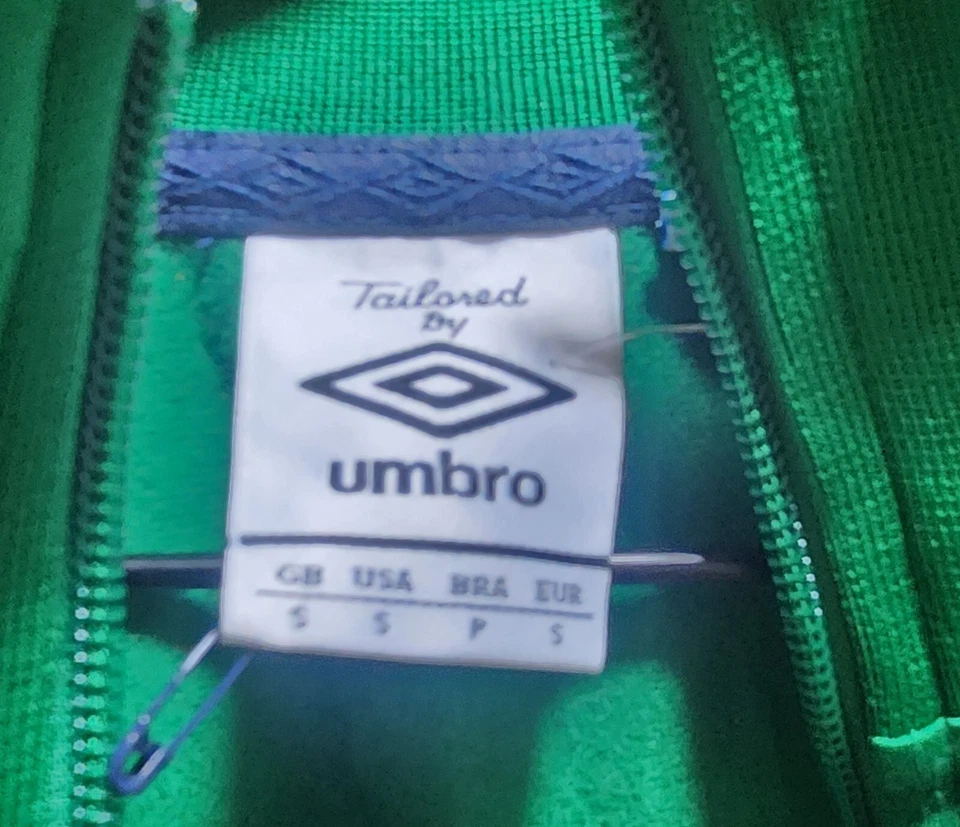 Tailored
By
umbro
GB USA BRA EUR
S S P S